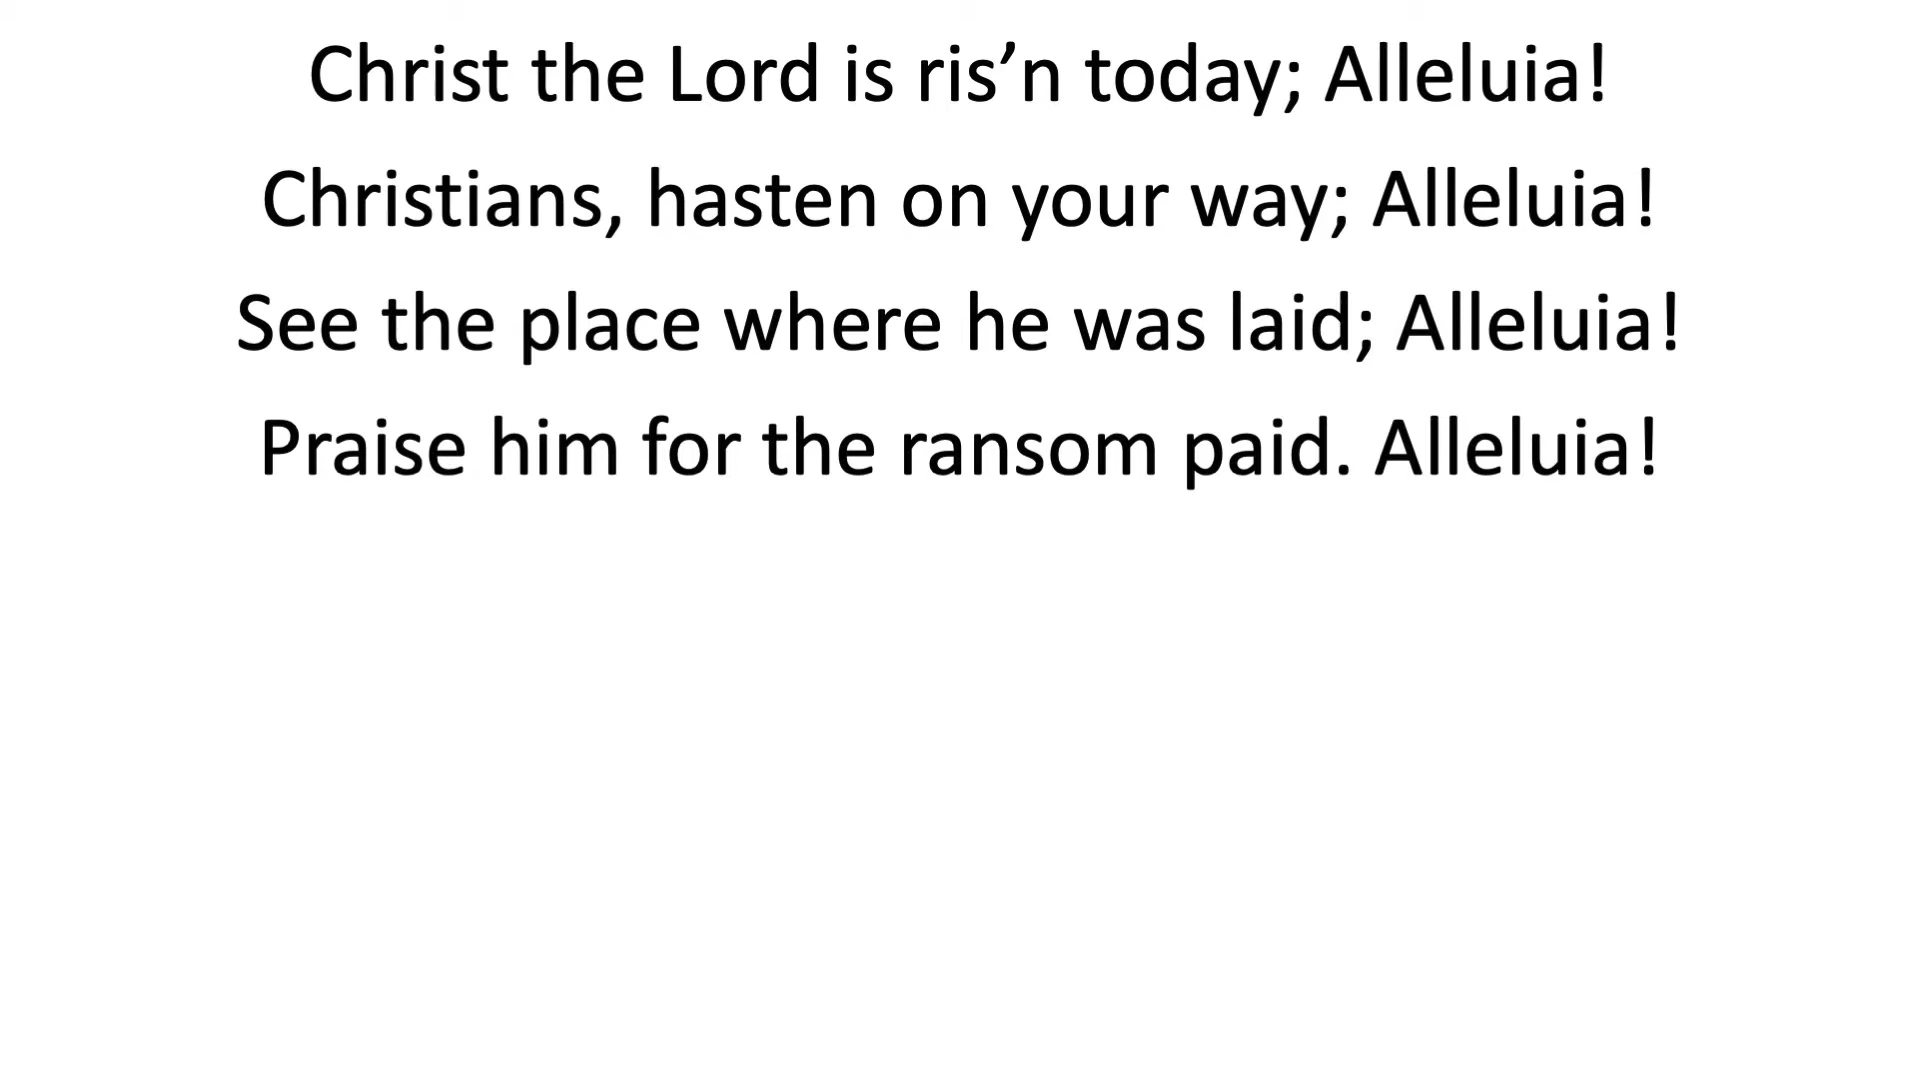 Christ the Lord is ris’n today; Alleluia!
Christians, hasten on your way; Alleluia!
See the place where he was laid; Alleluia!
Praise him for the ransom paid. Alleluia!